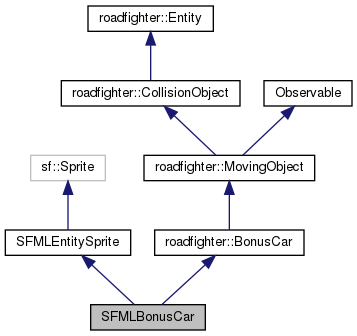 roadfighter::Entity
roadfighter::CollisionObject
Observable
sf::Sprite
roadfighter::MovingObject
SFMLEntitySprite
roadfighter::BonusCar
SFMLBonusCar